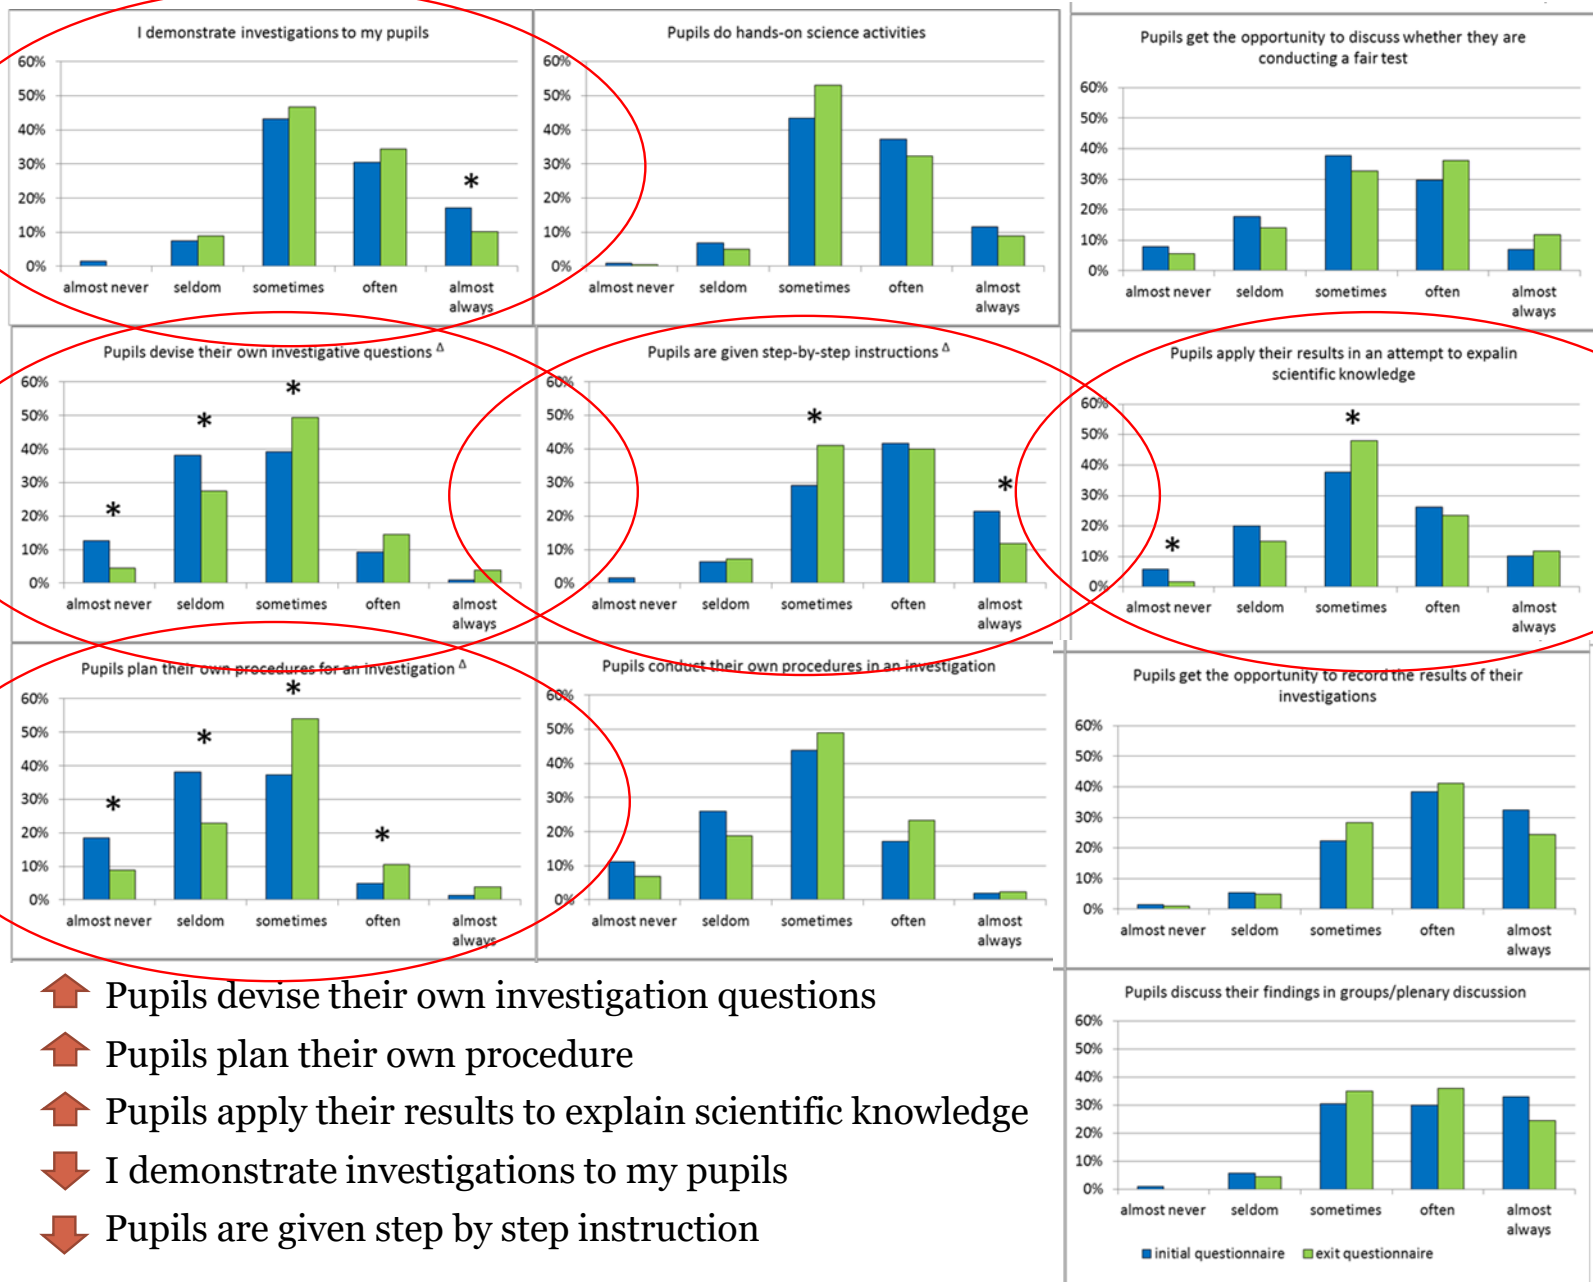 I demonstrate investigations to my pupils
60%
50%
40%
30%
20%
10%
0%
*
almost never seldom sometimes often almost
always
Pupils do hands-on science activities
60%
50%
40%
30%
20%
10%
0%
almost never seldom sometimes often almost
always
Pupils get the opportunity to discuss whether they are
conducting a fair test
60%
50%
40%
30%
20%
10%
0%
almost never seldom sometimes often almost
always
Pupils devise their own investigative questions Δ
60%
50%
40%
30%
20%
10%
0%
* * *
almost never seldom sometimes often almost
always
Pupils are given step-by-step instructions Δ
60%
50%
40%
30%
20%
10%
0%
* *
almost never seldom sometimes often almost
always
Pupils apply their results in an attempt to expalin
scientific knowledge
60%
50%
40%
30%
20%
10%
0%
* *
almost never seldom sometimes often almost
always
Pupils plan their own procedures for an investigation Δ
60%
50%
40%
30%
20%
10%
0%
* * * *
almost never seldom sometimes often almost
always
Pupils conduct their own procedures in an investigation
60%
50%
40%
30%
20%
10%
0%
almost never seldom sometimes often almost
always
Pupils get the opportunity to record the results of their
investigations
60%
50%
40%
30%
20%
10%
0%
almost never seldom sometimes often almost
always
Pupils discuss their findings in groups/plenary discussion
60%
50%
40%
30%
20%
10%
0%
almost never seldom sometimes often almost
always
initial questionnaire exit questionnaire
Pupils devise their own investigation questions
Pupils plan their own procedure
Pupils apply their results to explain scientific knowledge
I demonstrate investigations to my pupils
Pupils are given step by step instruction